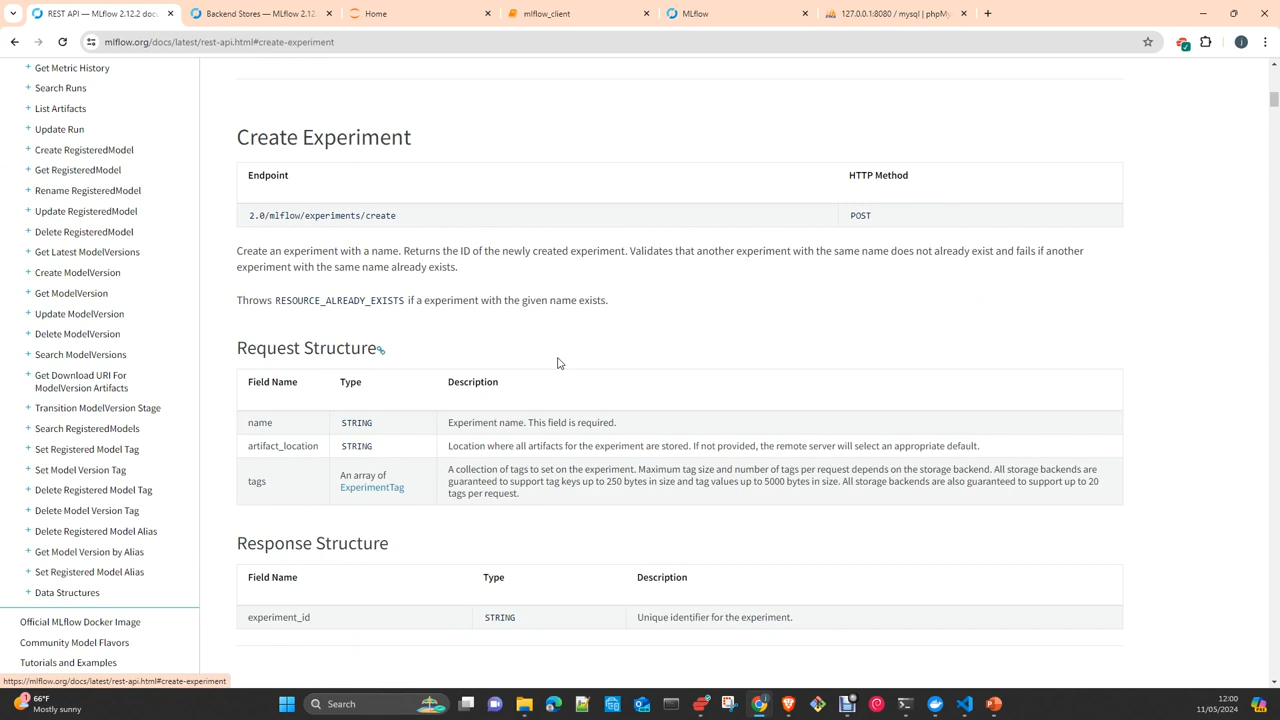 REST API — MLflow 2.12.2 docu
Backend Stores — MLflow 2.12.
Home
mlflow_client
MLflow
127.0.0.1:8080 / mysql | phpMy
mlflow.org/docs/latest/rest-api.html#create-experiment
Get Metric History
Search Runs
List Artifacts
Update Run
Create RegisteredModel
Get RegisteredModel
Rename RegisteredModel
Update RegisteredModel
Delete RegisteredModel
Get Latest ModelVersions
Create ModelVersion
Get ModelVersion
Update ModelVersion
Delete ModelVersion
Search ModelVersions
Get Download URI For
ModelVersion Artifacts
Transition ModelVersion Stage
Search RegisteredModels
Set Registered Model Tag
Set Model Version Tag
Delete Registered Model Tag
Delete Model Version Tag
Delete Registered Model Alias
Get Model Version by Alias
Set Registered Model Alias
Data Structures
Official MLflow Docker Image
Community Model Flavors
Tutorials and Examples
https://mlflow.org/docs/latest/rest-api.html#create-experiment
Create Experiment
Endpoint HTTP Method
2.0/mlflow/experiments/create POST
Create an experiment with a name. Returns the ID of the newly created experiment. Validates that another experiment with the same name does not already exist and fails if another
experiment with the same name already exists.
Throws RESOURCE_ALREADY_EXISTS if a experiment with the given name exists.
Request Structure
Field Name Type Description
name STRING Experiment name. This field is required.
artifact_location STRING Location where all artifacts for the experiment are stored. If not provided, the remote server will select an appropriate default.
tags An array of ExperimentTag A collection of tags to set on the experiment. Maximum tag size and number of tags per request depends on the storage backend. All storage backends are
guaranteed to support tag keys up to 250 bytes in size and tag values up to 5000 bytes in size. All storage backends are also guaranteed to support up to 20
tags per request.
Response Structure
Field Name Type Description
experiment_id STRING Unique identifier for the experiment.
66°F
Mostly sunny
Search
12:00
11/05/2024